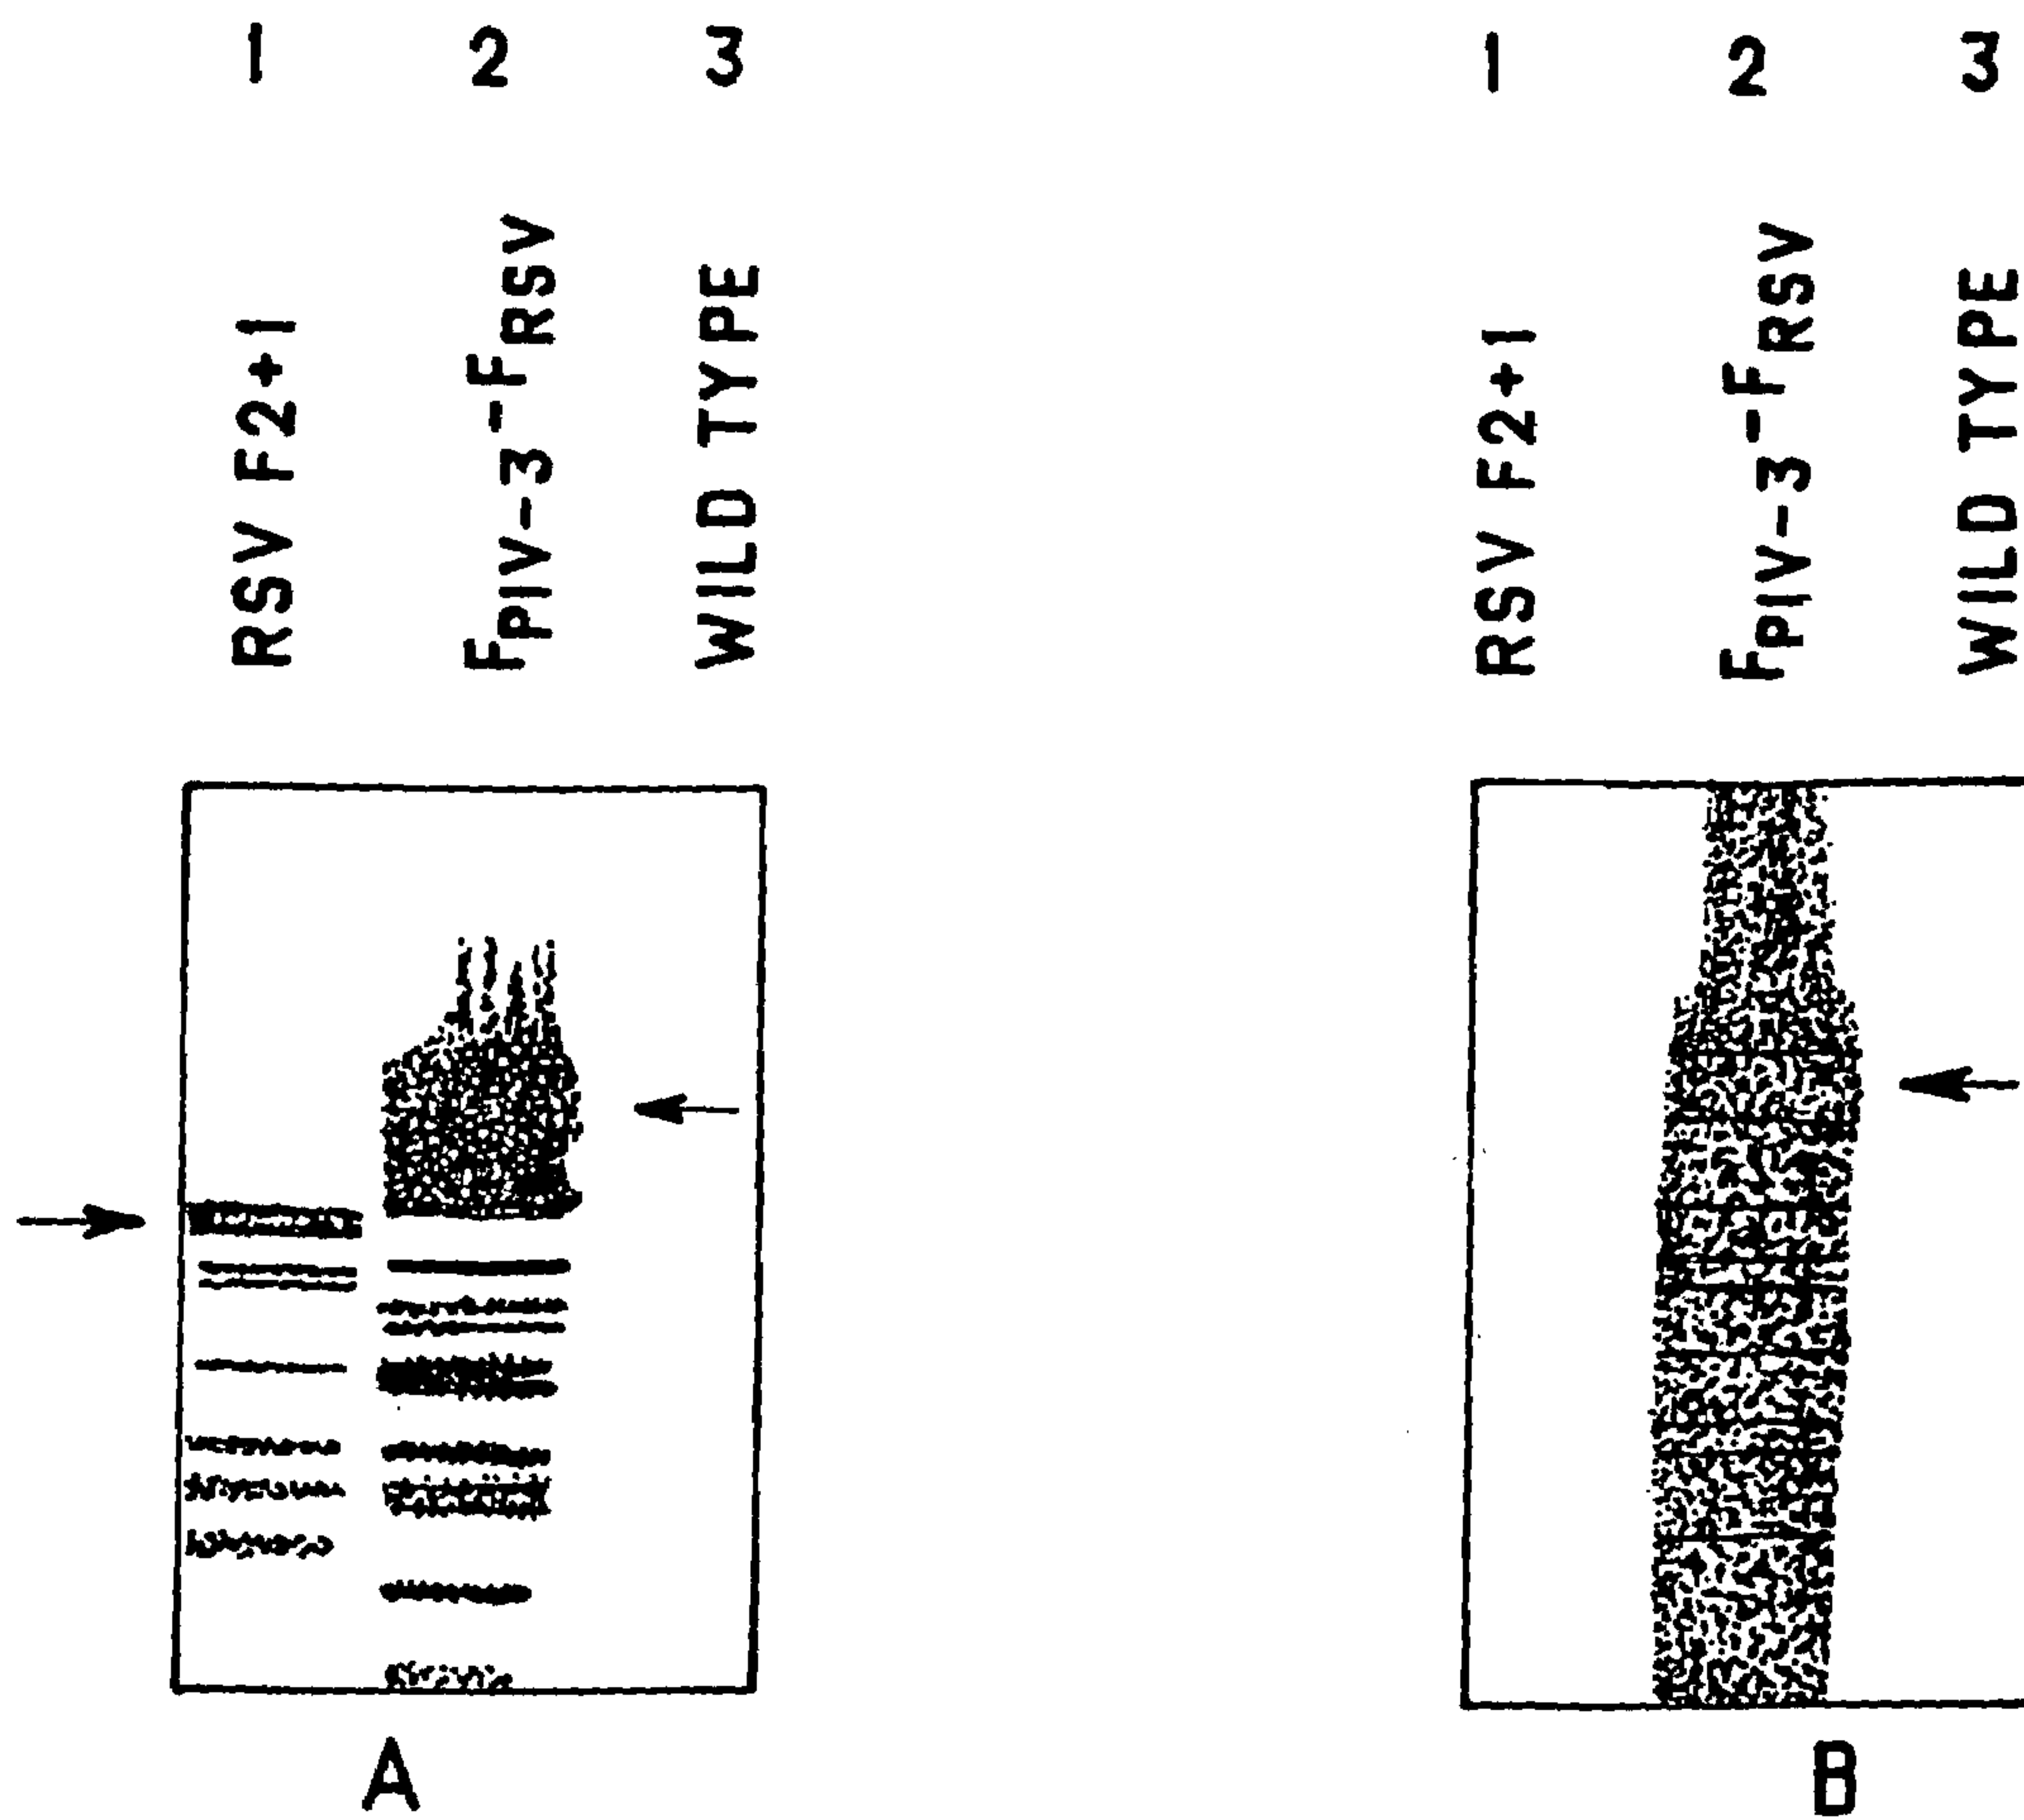 1 2 3
RSV F2+1
FPIV-3-FRSV
WILD TYPE
A
1 2 3
RSV F2+1
FPIV-3-FRSV
WILD TYPE
B